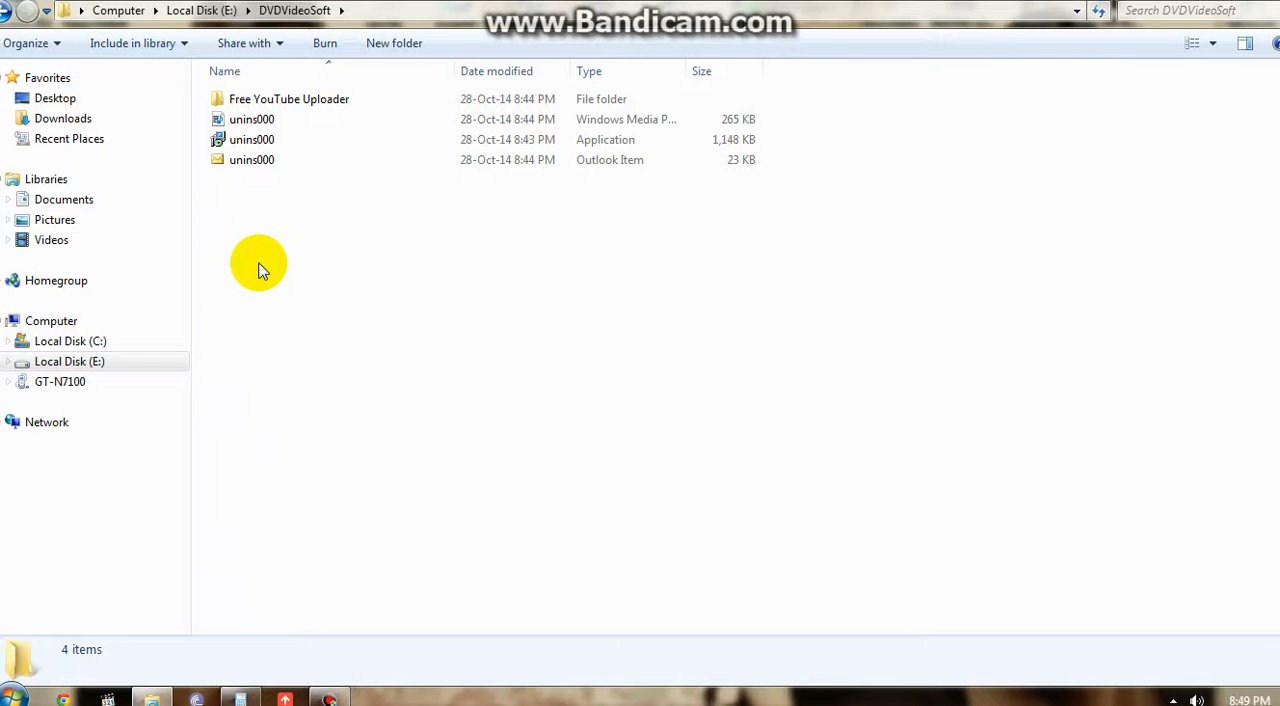 Computer Local Disk (E:) DVDVideoSoft Search DVDVideoSoft
www.Bandicam.com
Organize Include in library Share with Burn New folder
Name Date modified Type Size
Free YouTube Uploader 28-Oct-14 8:44 PM File folder
unins000 28-Oct-14 8:44 PM Windows Media P... 265 KB
unins000 28-Oct-14 8:43 PM Application 1,148 KB
unins000 28-Oct-14 8:44 PM Outlook Item 23 KB
Favorites
Desktop
Downloads
Recent Places
Libraries
Documents
Pictures
Videos
Homegroup
Computer
Local Disk (C:)
Local Disk (E:)
GT-N7100
Network
4 items
8:49 PM